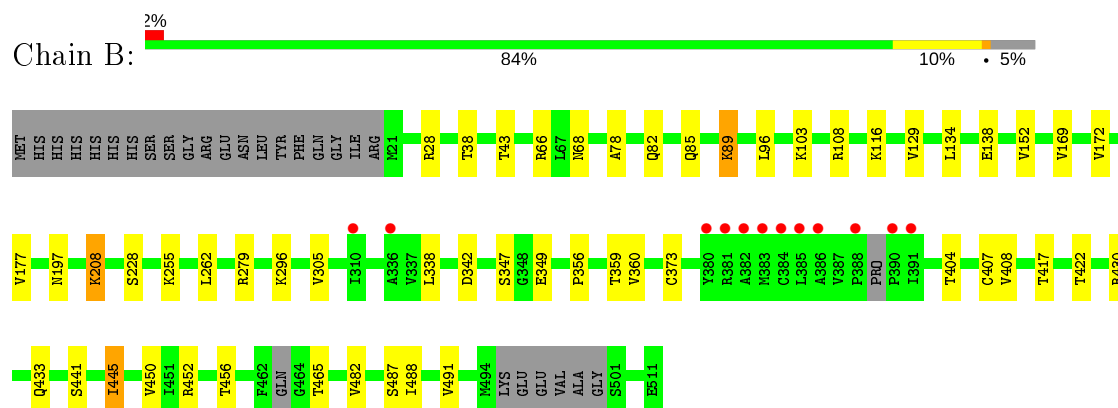 2%
Chain B:
84%
10%
•
5%
MET HIS HIS HIS HIS HIS HIS SER SER GLY ARG GLU ASN LEU TYR PHE GLN GLY ILE ARG M21 R28 T38 T43 R66 L67 N68 A78 Q82 Q85 K89 L96 K103 R108 K116 V129 L134 E138 V152 V169 V172
V177 N197 K208 S228 K255 L262 R279 K296 V305 I310 A336 V337 L338 D342 S347 G348 E349 P356 T359 V360 C373 Y380 R381 A382 M383 C384 L385 A386 V387 P388 PRO P390 I391 T404 C407 V408 T417 T422
Q433 S441 I445 V450 I451 R452 T456 F462 GLN G464 T465 V482 S487 I488 V491 M494 LYS GLU GLU VAL ALA GLY S501 E511